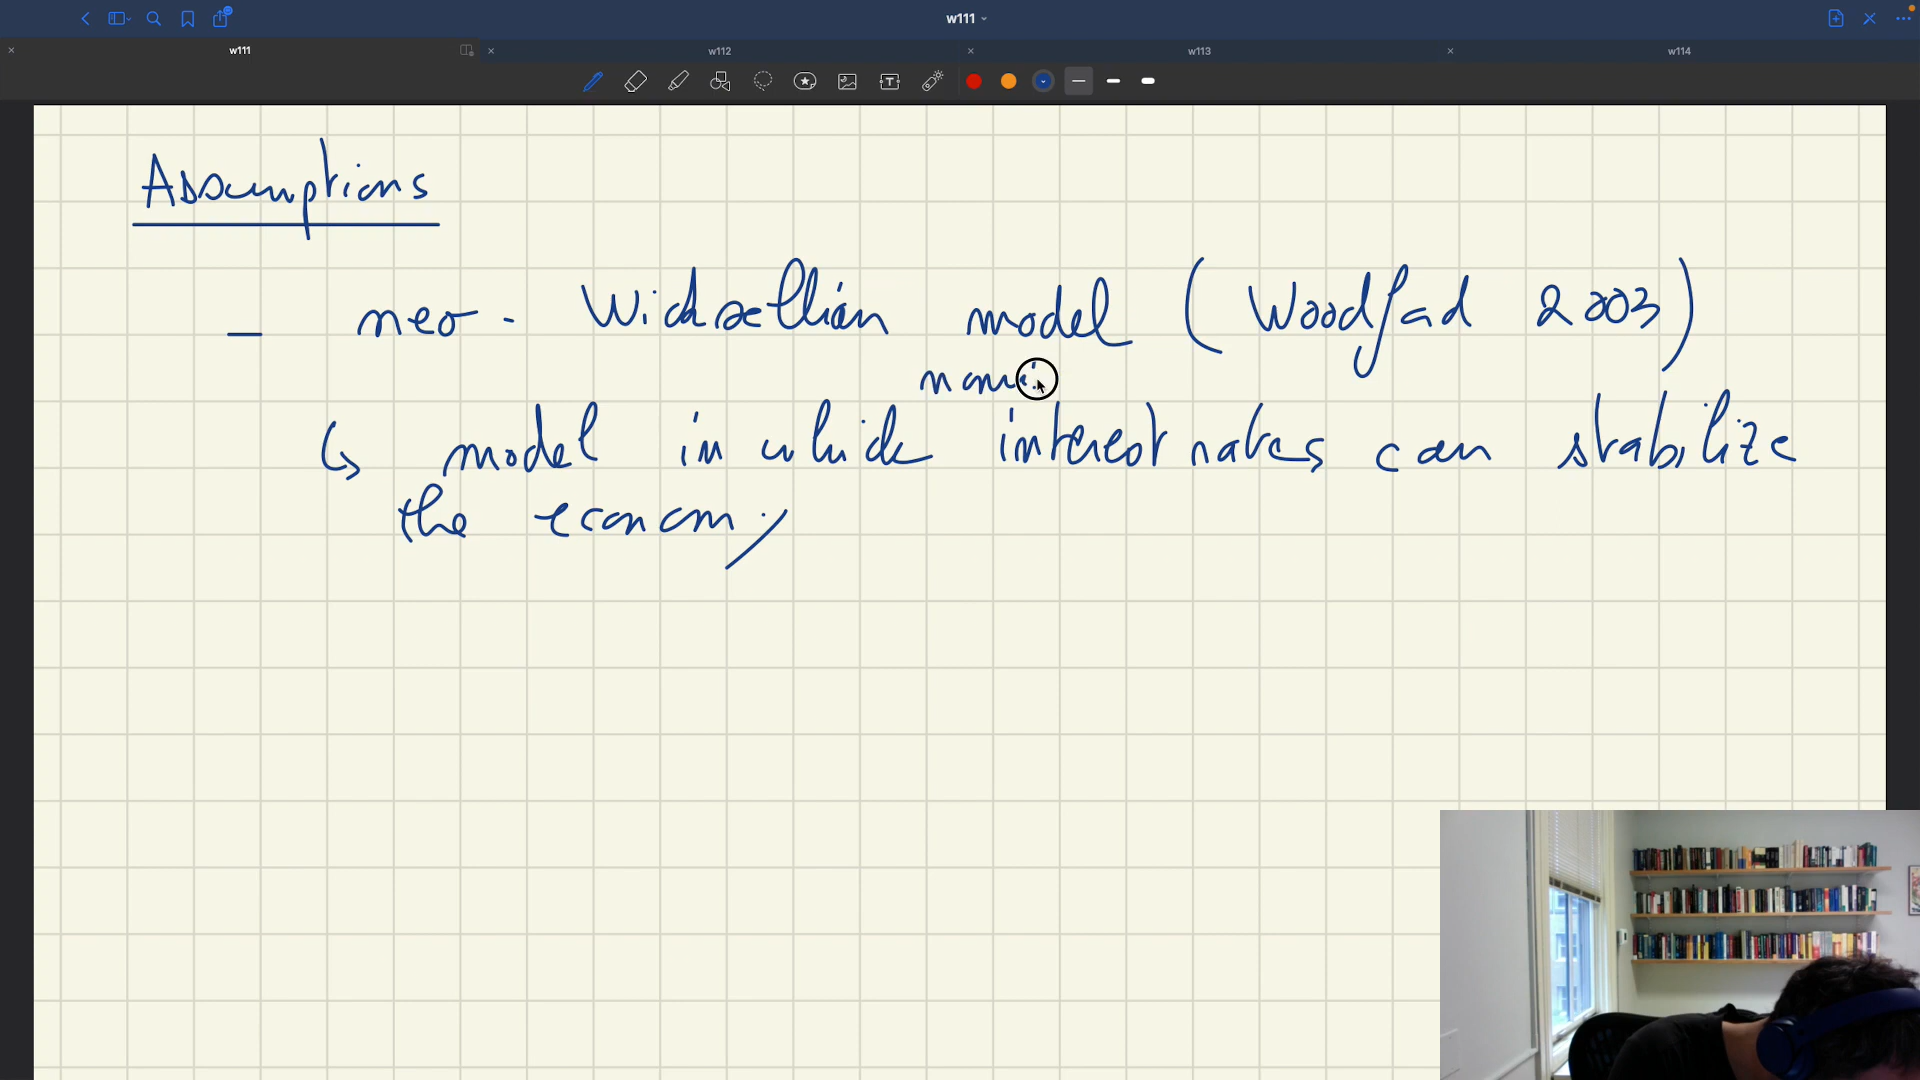 w111
w111
w112
w113
w114
Assumptions
- neo-Wicksellian model (Woodford 2003)
nomi
↳ model in which interest rates can stabilize
the economy